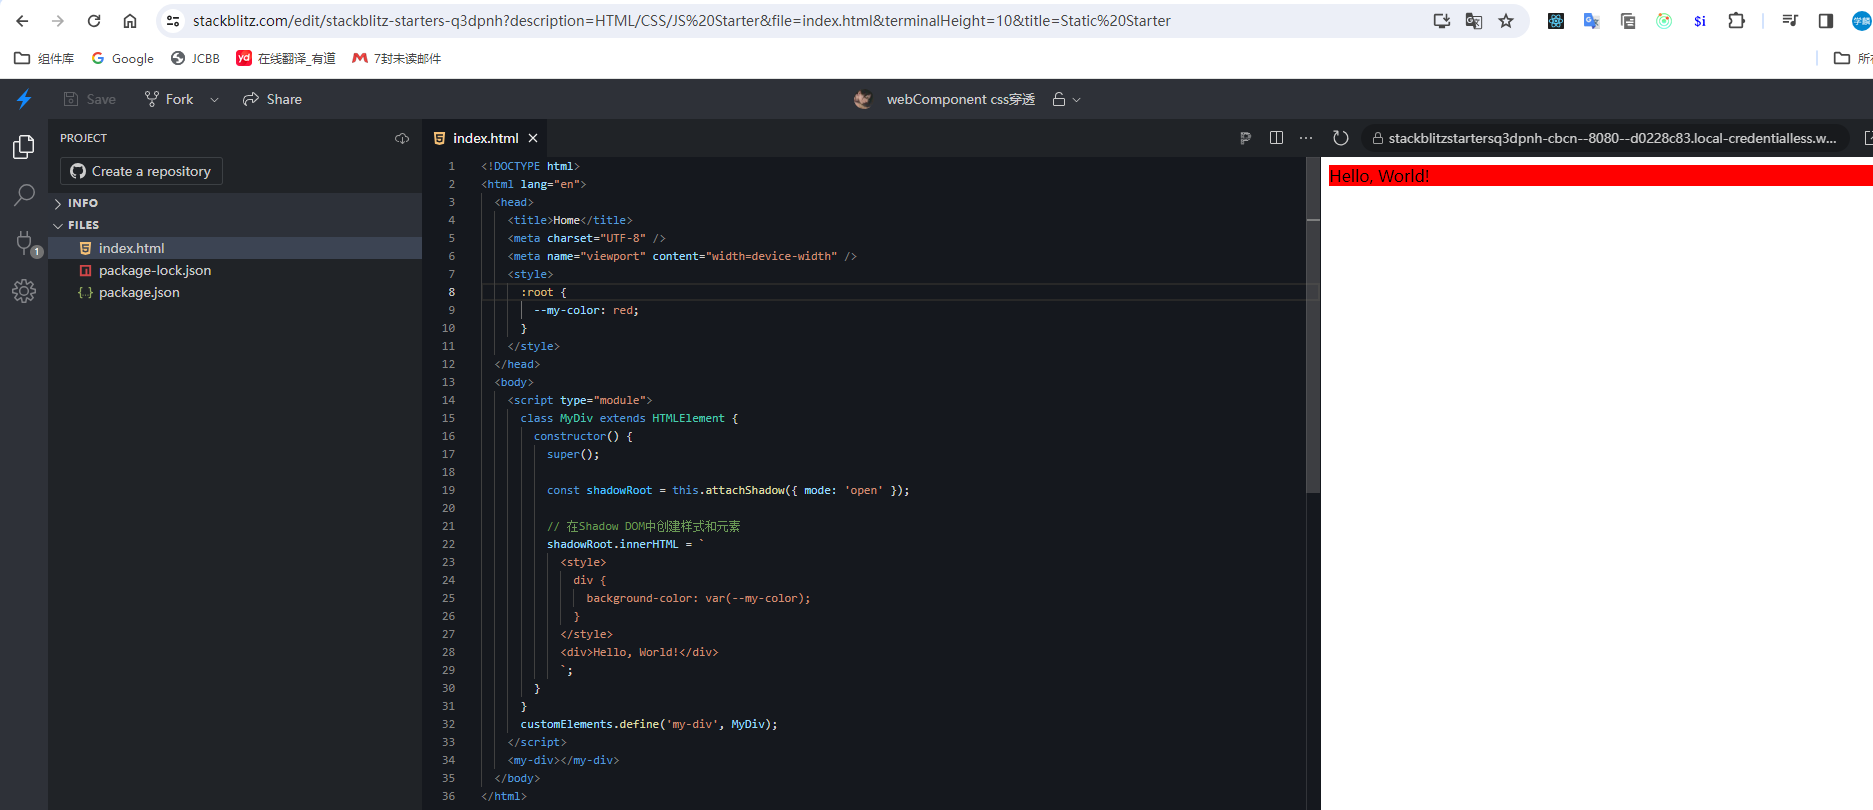 stackblitz.com/edit/stackblitz-starters-q3dpnh?description=HTML/CSS/JS%20Starter&file=index.html&terminalHeight=10&title=Static%20Starter
$i
学麟
组件库
Google
JCBB
yd
在线翻译_有道
7封未读邮件
Save
Fork
Share
webComponent css穿透
PROJECT
Create a repository
INFO
FILES
index.html
package-lock.json
package.json
1
index.html
stackblitzstartersq3dpnh-cbcn--8080--d0228c83.local-credentialless.w...
1 <!DOCTYPE html>
2 <html lang="en">
3 <head>
4 <title>Home</title>
5 <meta charset="UTF-8" />
6 <meta name="viewport" content="width=device-width" />
7 <style>
8 :root {
9 --my-color: red;
10 }
11 </style>
12 </head>
13 <body>
14 <script type="module">
15 class MyDiv extends HTMLElement {
16 constructor() {
17 super();
18
19 const shadowRoot = this.attachShadow({ mode: 'open' });
20
21 // 在Shadow DOM中创建样式和元素
22 shadowRoot.innerHTML = `
23 <style>
24 div {
25 background-color: var(--my-color);
26 }
27 </style>
28 <div>Hello, World!</div>
29 `;
30 }
31 }
32 customElements.define('my-div', MyDiv);
33 </script>
34 <my-div></my-div>
35 </body>
36 </html>
Hello, World!